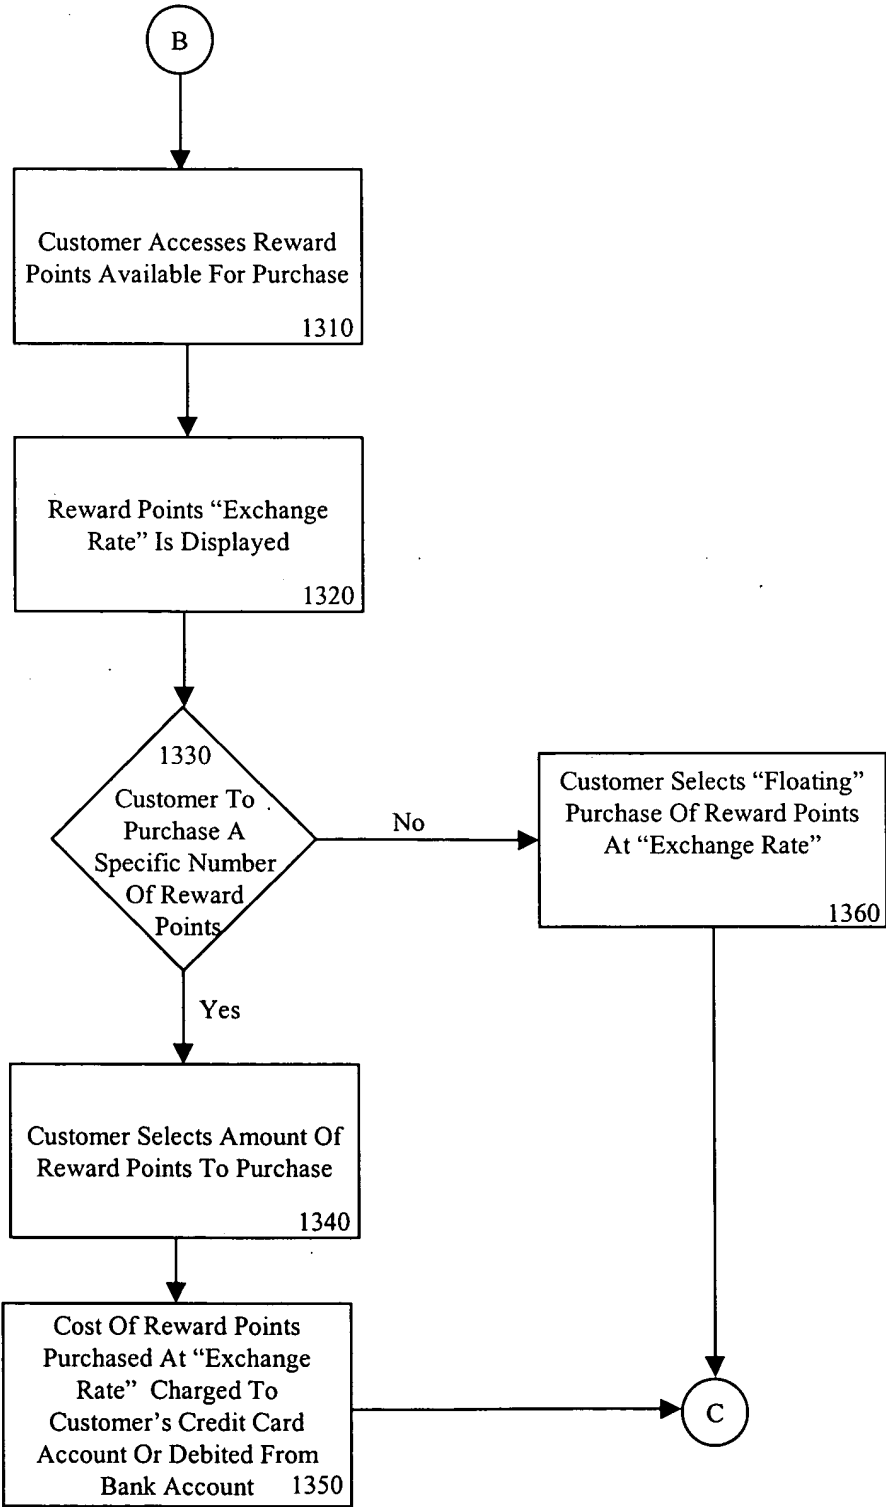 B
Customer Accesses Reward
Points Available For Purchase
1310
Reward Points “Exchange
Rate” Is Displayed
1320
1330
Customer To
Purchase A
Specific Number
Of Reward
Points
No
Customer Selects “Floating”
Purchase Of Reward Points
At “Exchange Rate”
1360
Yes
Customer Selects Amount Of
Reward Points To Purchase
1340
Cost Of Reward Points
Purchased At “Exchange
Rate” Charged To
Customer’s Credit Card
Account Or Debited From
Bank Account 1350
C